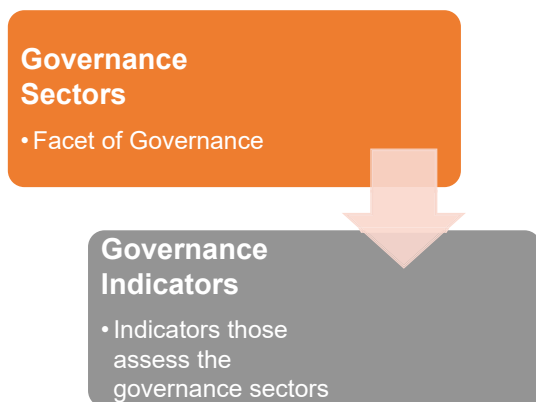 Governance
Sectors
• Facet of Governance
Governance
Indicators
• Indicators those
assess the
governance sectors